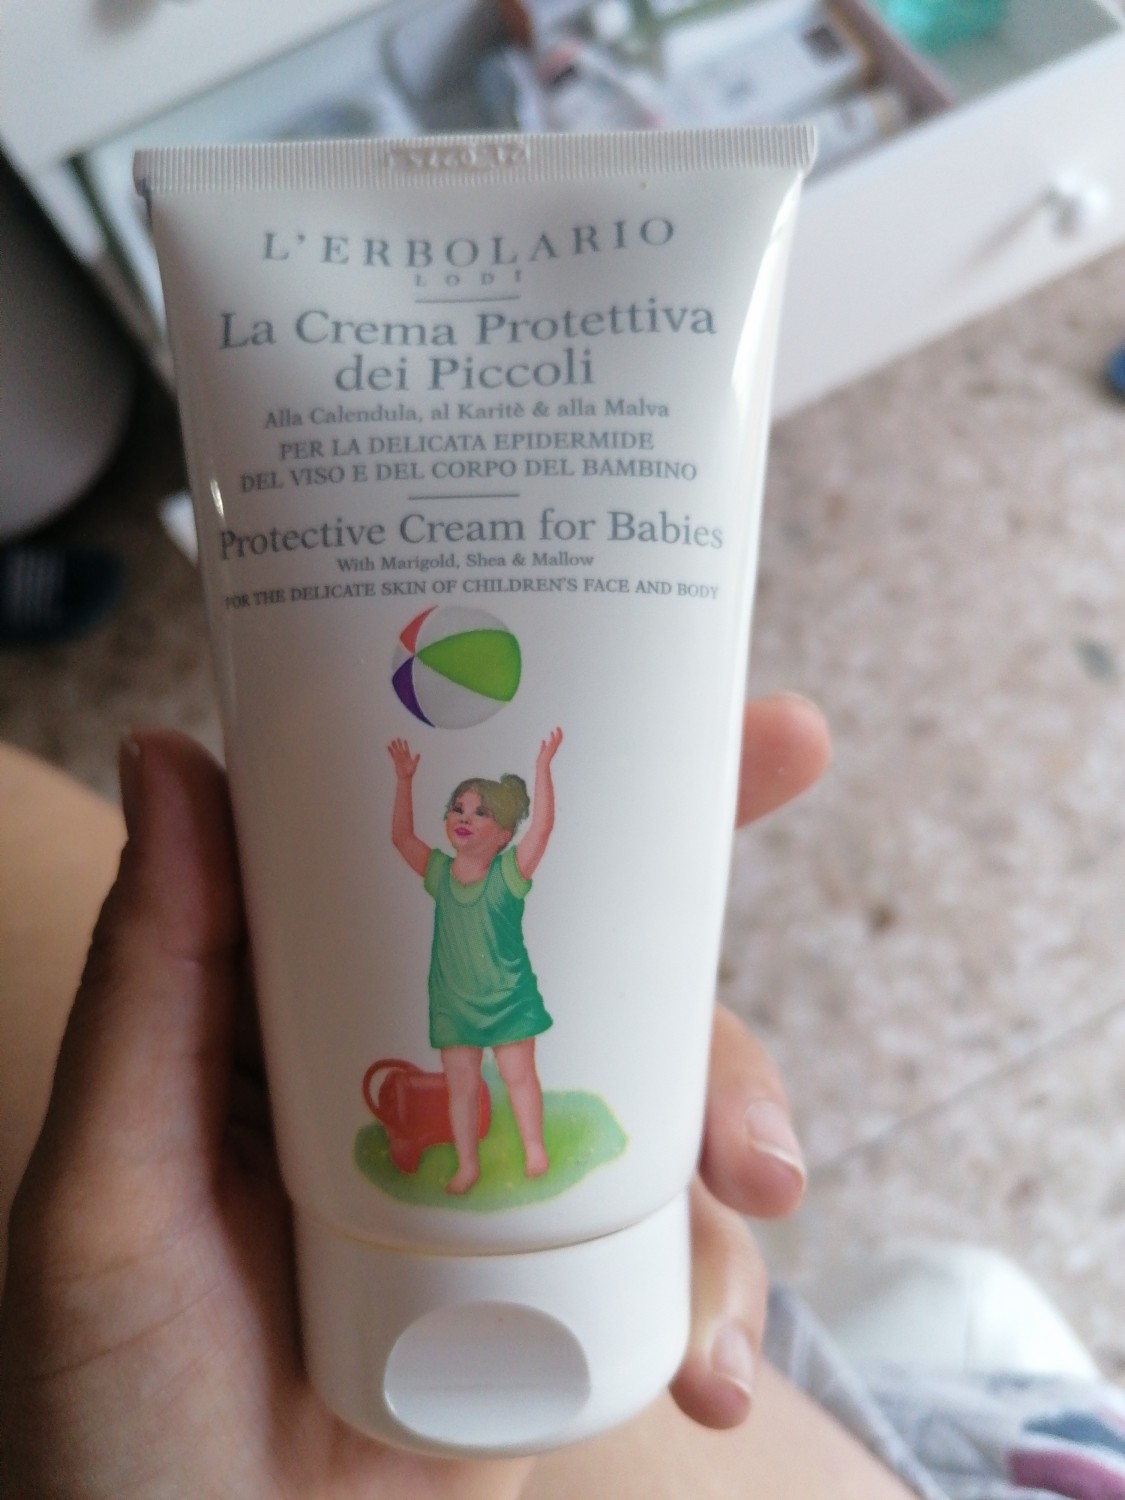 L'ERBOLARIO
LODI
La Crema Protettiva
dei Piccoli
Alla Calendula, al Karitè & alla Malva
PER LA DELICATA EPIDERMIDE
DEL VISO E DEL CORPO DEL BAMBINO
Protective Cream for Babies
With Marigold, Shea & Mallow
FOR THE DELICATE SKIN OF CHILDREN'S FACE AND BODY